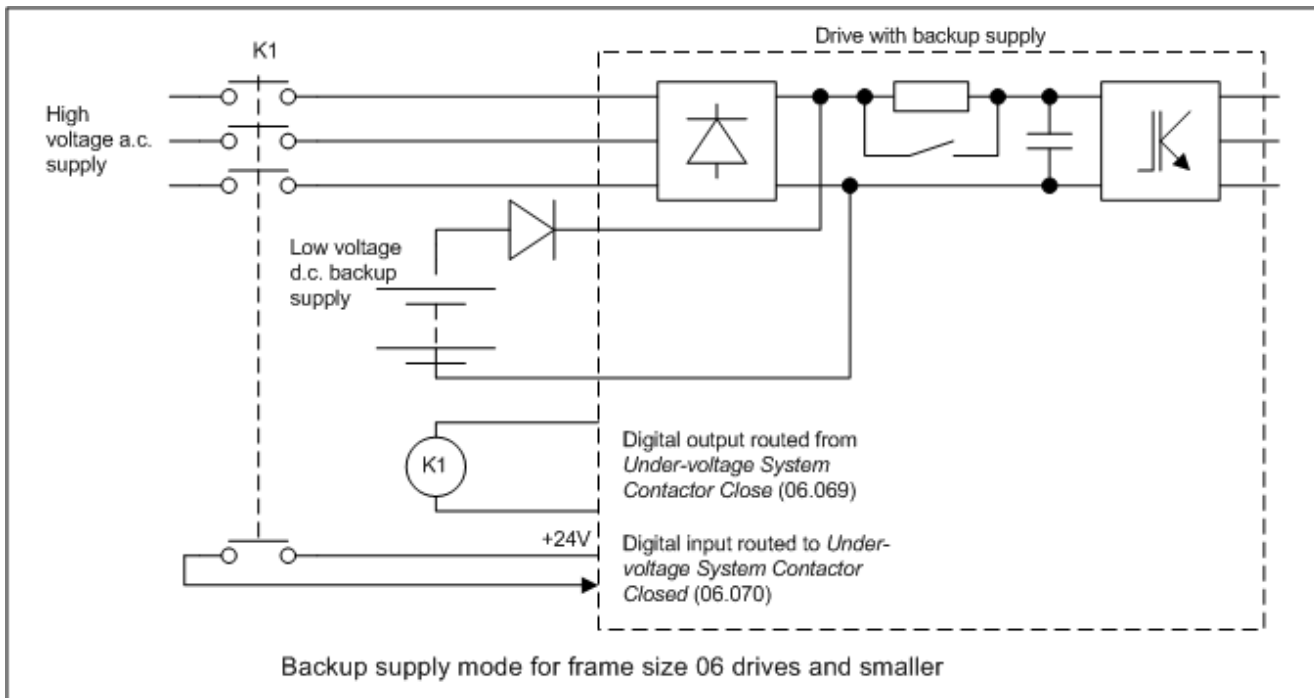 Drive with backup supply
K1
High
voltage a.c.
supply
Low voltage
d.c. backup
supply
K1
Digital output routed from
Under-voltage System
Contactor Close (06.069)
+24V
Digital input routed to Under-
voltage System Contactor
Closed (06.070)
Backup supply mode for frame size 06 drives and smaller